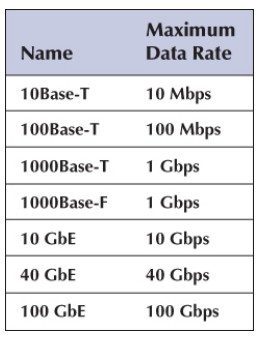 Name Maximum Data Rate
10Base-T 10 Mbps
100Base-T 100 Mbps
1000Base-T 1 Gbps
1000Base-F 1 Gbps
10 GbE 10 Gbps
40 GbE 40 Gbps
100 GbE 100 Gbps